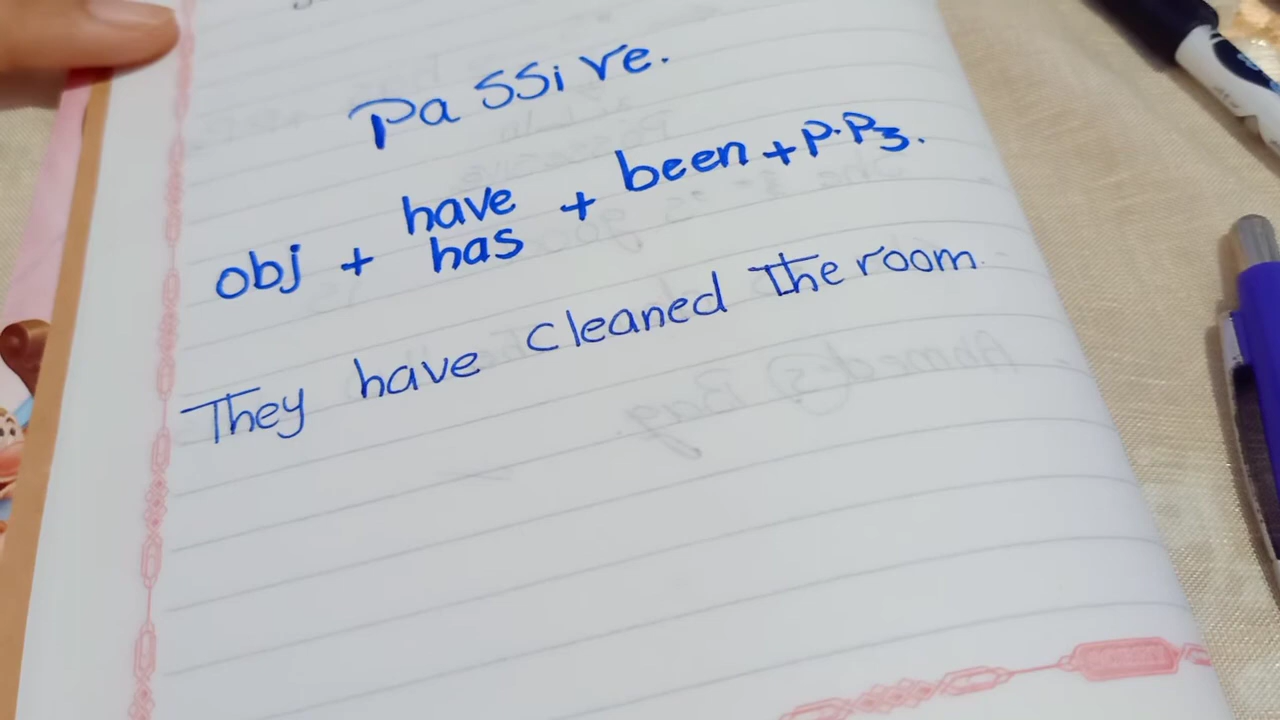 Passive.
obj + have has + been + P.P3.
They have cleaned the room.